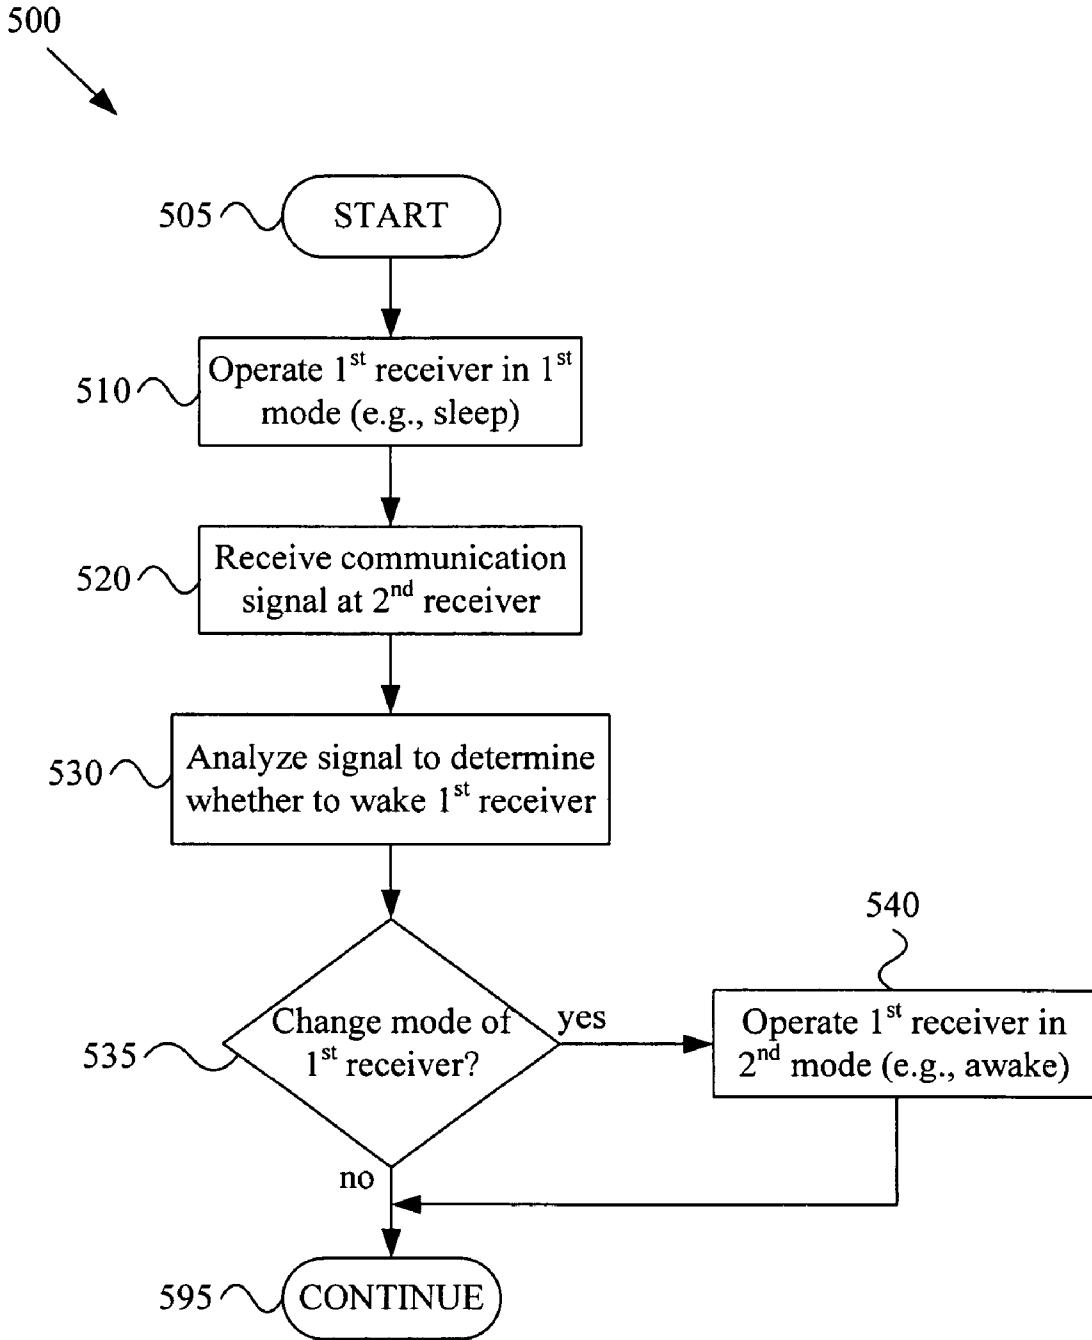 500
505
START
510
Operate 1st receiver in 1st
mode (e.g., sleep)
520
Receive communication
signal at 2nd receiver
530
Analyze signal to determine
whether to wake 1st receiver
540
535
Change mode of
1st receiver?
yes
Operate 1st receiver in
2nd mode (e.g., awake)
no
595
CONTINUE